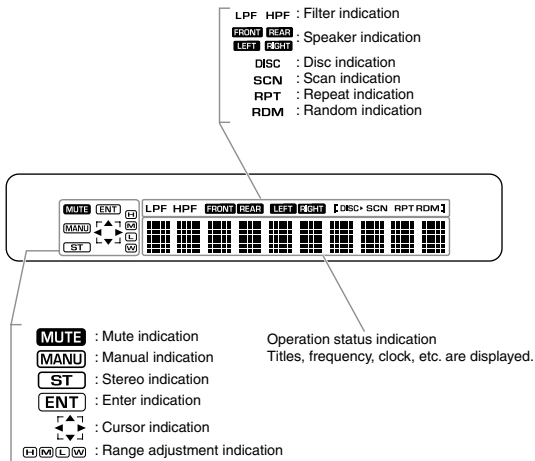 LPF HPF : Filter indication
FRONT REAR LEFT RIGHT : Speaker indication
DISC : Disc indication
SCN : Scan indication
RPT : Repeat indication
RDM : Random indication
MUTE ENT H LPF HPF FRONT REAR LEFT RIGHT [ DISC SCN RPT RDM ]
MANU M L
ST W
MUTE : Mute indication
MANU : Manual indication
ST : Stereo indication
ENT : Enter indication
: Cursor indication
H M L W : Range adjustment indication
Operation status indication
Titles, frequency, clock, etc. are displayed.